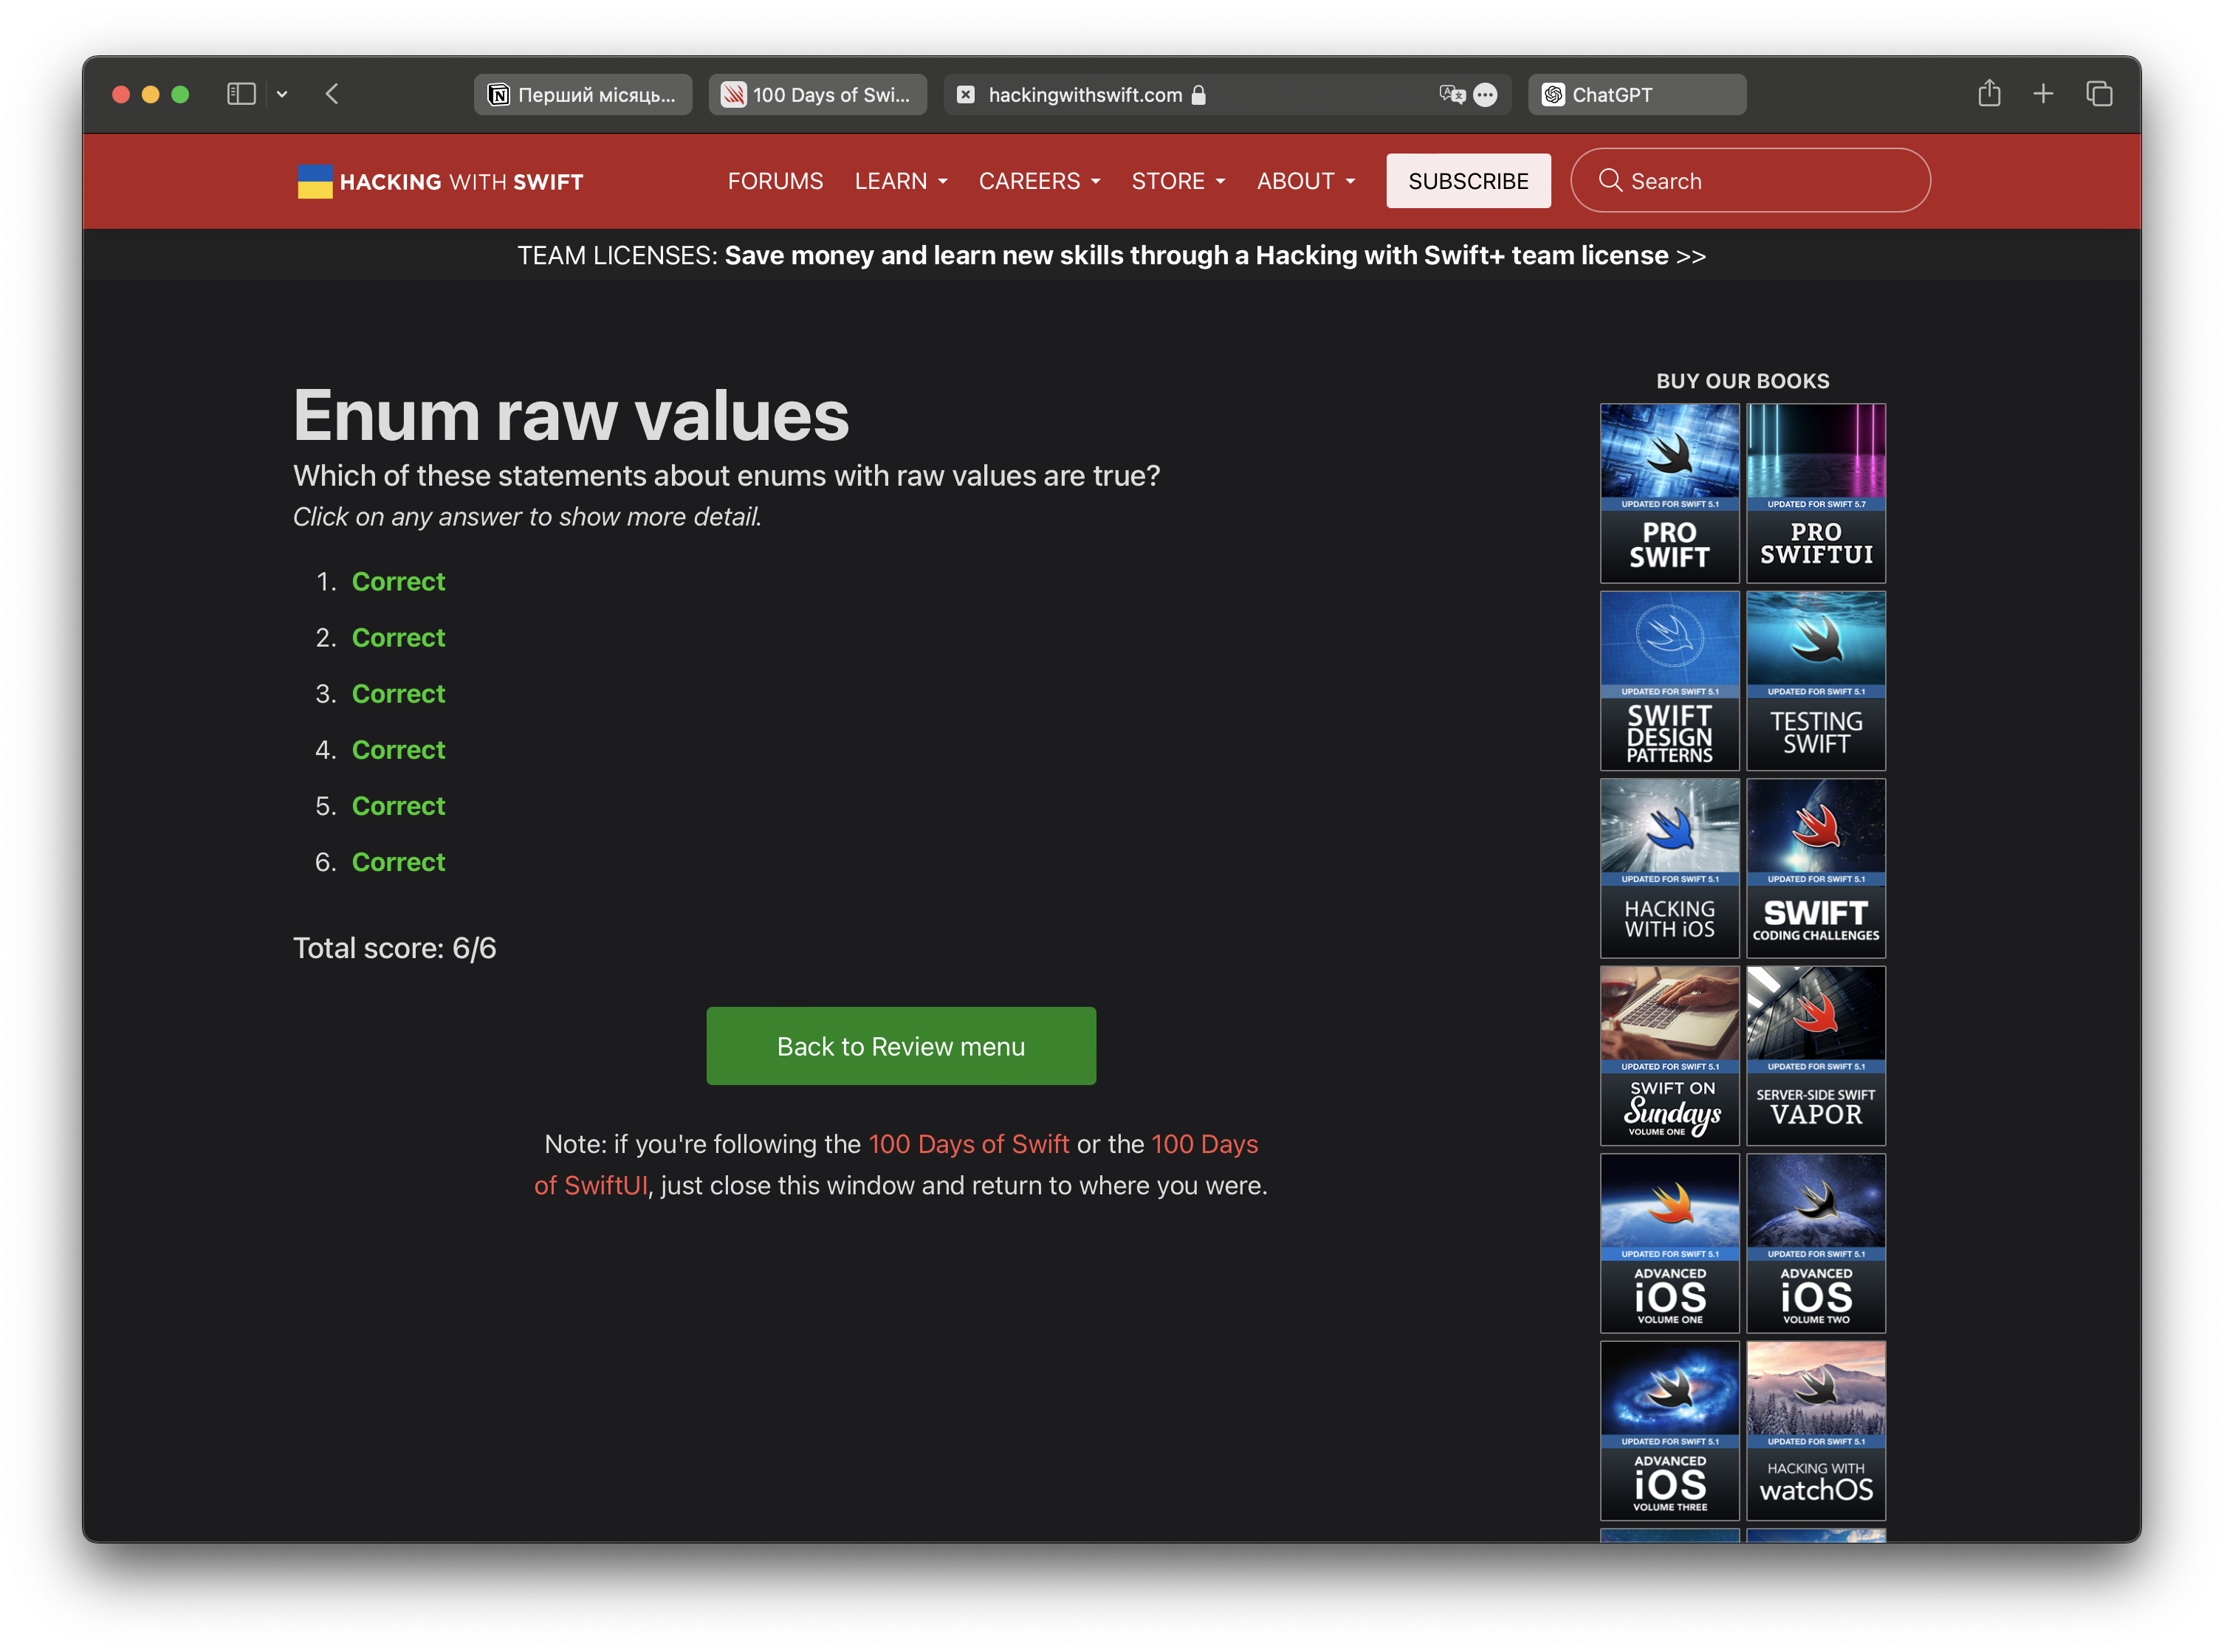 Перший місяць...
100 Days of Swi...
hackingwithswift.com
ChatGPT
HACKING WITH SWIFT
FORUMS
LEARN
CAREERS
STORE
ABOUT
SUBSCRIBE
Search
TEAM LICENSES: Save money and learn new skills through a Hacking with Swift+ team license >>
Enum raw values
Which of these statements about enums with raw values are true?
Click on any answer to show more detail.
1. Correct
2. Correct
3. Correct
4. Correct
5. Correct
6. Correct
Total score: 6/6
Back to Review menu
Note: if you're following the 100 Days of Swift or the 100 Days
of SwiftUI, just close this window and return to where you were.
BUY OUR BOOKS
UPDATED FOR SWIFT 5.1
PRO
SWIFT
UPDATED FOR SWIFT 5.7
PRO
SWIFTUI
UPDATED FOR SWIFT 5.1
SWIFT
DESIGN
PATTERNS
UPDATED FOR SWIFT 5.1
TESTING
SWIFT
UPDATED FOR SWIFT 5.1
HACKING
WITH iOS
UPDATED FOR SWIFT 5.1
SWIFT
CODING CHALLENGES
UPDATED FOR SWIFT 5.1
SWIFT ON
Sundays
VOLUME ONE
UPDATED FOR SWIFT 5.1
SERVER-SIDE SWIFT
VAPOR
UPDATED FOR SWIFT 5.1
ADVANCED
iOS
VOLUME ONE
UPDATED FOR SWIFT 5.1
ADVANCED
iOS
VOLUME TWO
UPDATED FOR SWIFT 5.1
ADVANCED
iOS
VOLUME THREE
UPDATED FOR SWIFT 5.1
HACKING WITH
watchOS